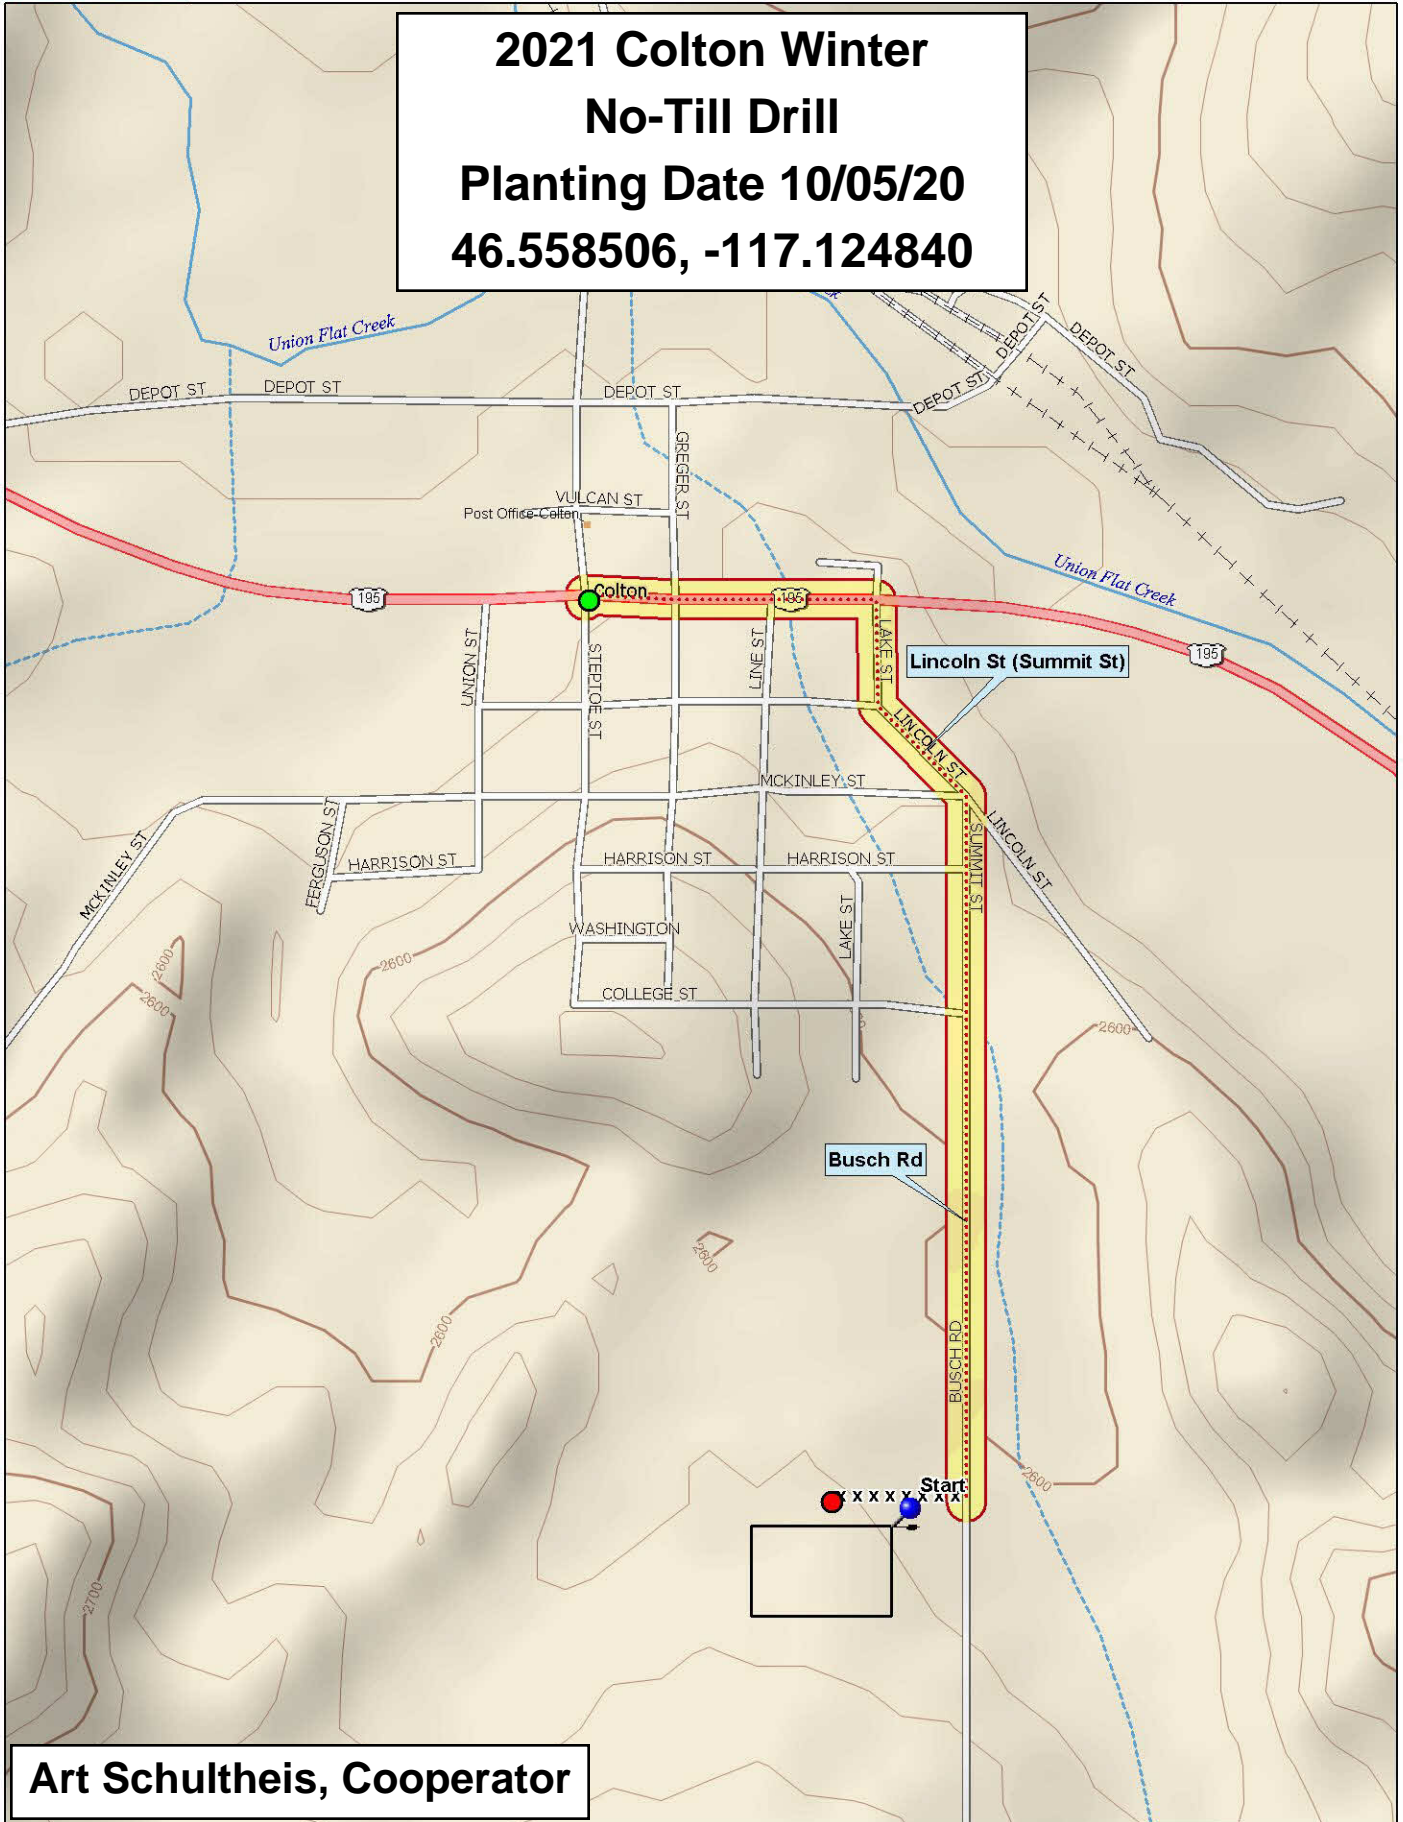 2021 Colton Winter
No-Till Drill
Planting Date 10/05/20
46.558506, -117.124840
Union Flat Creek
DEPOT ST
DEPOT ST
DEPOT ST
DEPOT ST
DEPOT ST
DEPOT ST
GREGER ST
VULCAN ST
Post Office-Colton
Union Flat Creek
195
Colton
195
195
UNION ST
STEPTOE ST
LINE ST
LAKE ST
Lincoln St (Summit St)
LINCOLN ST
MCKINLEY ST
MCKINLEY ST
FERGUSON ST
HARRISON ST
HARRISON ST
HARRISON ST
SUMMIT ST
LINCOLN ST
LAKE ST
WASHINGTON
COLLEGE ST
2600
2600
2600
2600
Busch Rd
2600
2600
BUSCH RD
2600
Start
x x x x x x x x
2700
Art Schultheis, Cooperator